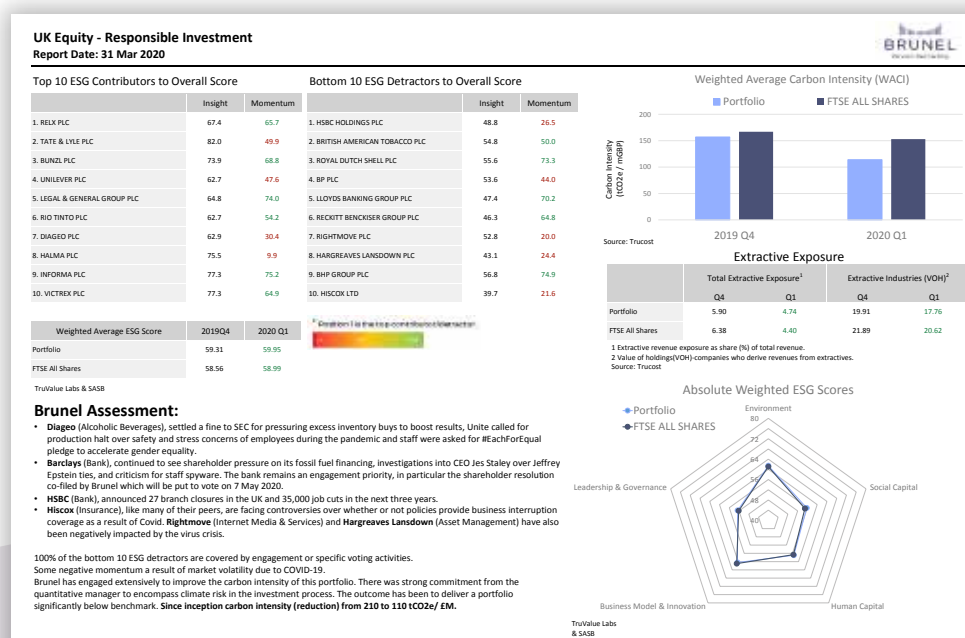 UK Equity - Responsible Investment
Report Date: 31 Mar 2020
BRUNEL
Top 10 ESG Contributors to Overall Score
Insight Momentum
1. RELX PLC 67.4 65.7
2. TATE & LYLE PLC 82.0 49.9
3. BUNZL PLC 73.9 68.8
4. UNILEVER PLC 62.7 47.6
5. LEGAL & GENERAL GROUP PLC 64.8 74.0
6. RIO TINTO PLC 62.7 54.2
7. DIAGEO PLC 62.9 30.4
8. HALMA PLC 75.5 9.9
9. INFORMA PLC 77.3 75.2
10. VICTREX PLC 77.3 64.9
Bottom 10 ESG Detractors to Overall Score
Insight Momentum
1. HSBC HOLDINGS PLC 48.8 26.5
2. BRITISH AMERICAN TOBACCO PLC 54.8 50.0
3. ROYAL DUTCH SHELL PLC 55.6 73.3
4. BP PLC 53.6 44.0
5. LLOYDS BANKING GROUP PLC 47.4 70.2
6. RECKITT BENCKISER GROUP PLC 46.3 64.8
7. RIGHTMOVE PLC 52.8 20.0
8. HARGREAVES LANSDOWN PLC 43.1 24.4
9. BHP GROUP PLC 56.8 74.9
10. HISCOX LTD 39.7 21.6
Position 1 is the top contributor/detractor
Weighted Average ESG Score 2019Q4 2020 Q1
Portfolio 59.31 59.95
FTSE All Shares 58.56 58.99
TruValue Labs & SASB
Brunel Assessment:
• Diageo (Alcoholic Beverages), settled a fine to SEC for pressuring excess inventory buys to boost results, Unite called for
production halt over safety and stress concerns of employees during the pandemic and staff were asked for #EachForEqual
pledge to accelerate gender equality.
• Barclays (Bank), continued to see shareholder pressure on its fossil fuel financing, investigations into CEO Jes Staley over Jeffrey
Epstein ties, and criticism for staff spyware. The bank remains an engagement priority, in particular the shareholder resolution
co-filed by Brunel which will be put to vote on 7 May 2020.
• HSBC (Bank), announced 27 branch closures in the UK and 35,000 job cuts in the next three years.
• Hiscox (Insurance), like many of their peers, are facing controversies over whether or not policies provide business interruption
coverage as a result of Covid. Rightmove (Internet Media & Services) and Hargreaves Lansdown (Asset Management) have also
been negatively impacted by the virus crisis.
100% of the bottom 10 ESG detractors are covered by engagement or specific voting activities.
Some negative momentum a result of market volatility due to COVID-19.
Brunel has engaged extensively to improve the carbon intensity of this portfolio. There was strong commitment from the
quantitative manager to encompass climate risk in the investment process. The outcome has been to deliver a portfolio
significantly below benchmark. Since inception carbon intensity (reduction) from 210 to 110 tCO2e/ £M.
Weighted Average Carbon Intensity (WACI)
Portfolio FTSE ALL SHARES
Carbon Intensity
(tCO2e / mGBP)
200
150
100
50
0
2019 Q4 2020 Q1
Source: Trucost
Extractive Exposure
Total Extractive Exposure1 Extractive Industries (VOH)2
Q4 Q1 Q4 Q1
Portfolio 5.90 4.74 19.91 17.76
FTSE All Shares 6.38 4.40 21.89 20.62
1 Extractive revenue exposure as share (%) of total revenue.
2 Value of holdings(VOH)-companies who derive revenues from extractives.
Source: Trucost
Absolute Weighted ESG Scores
Portfolio
FTSE ALL SHARES
Environment
80
72
64
56
48
40
Leadership & Governance
Social Capital
Business Model & Innovation
Human Capital
TruValue Labs
& SASB